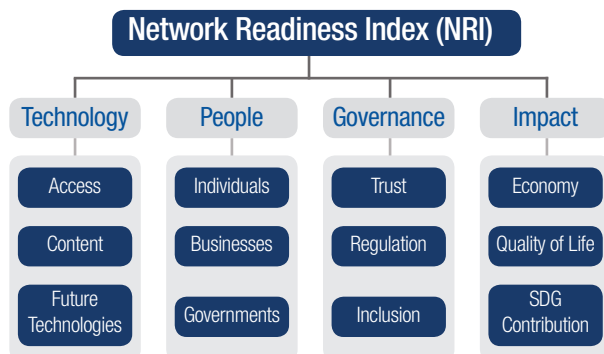 Network Readiness Index (NRI)
Technology
People
Governance
Impact
Access
Individuals
Trust
Economy
Content
Businesses
Regulation
Quality of Life
Future
Technologies
Governments
Inclusion
SDG
Contribution